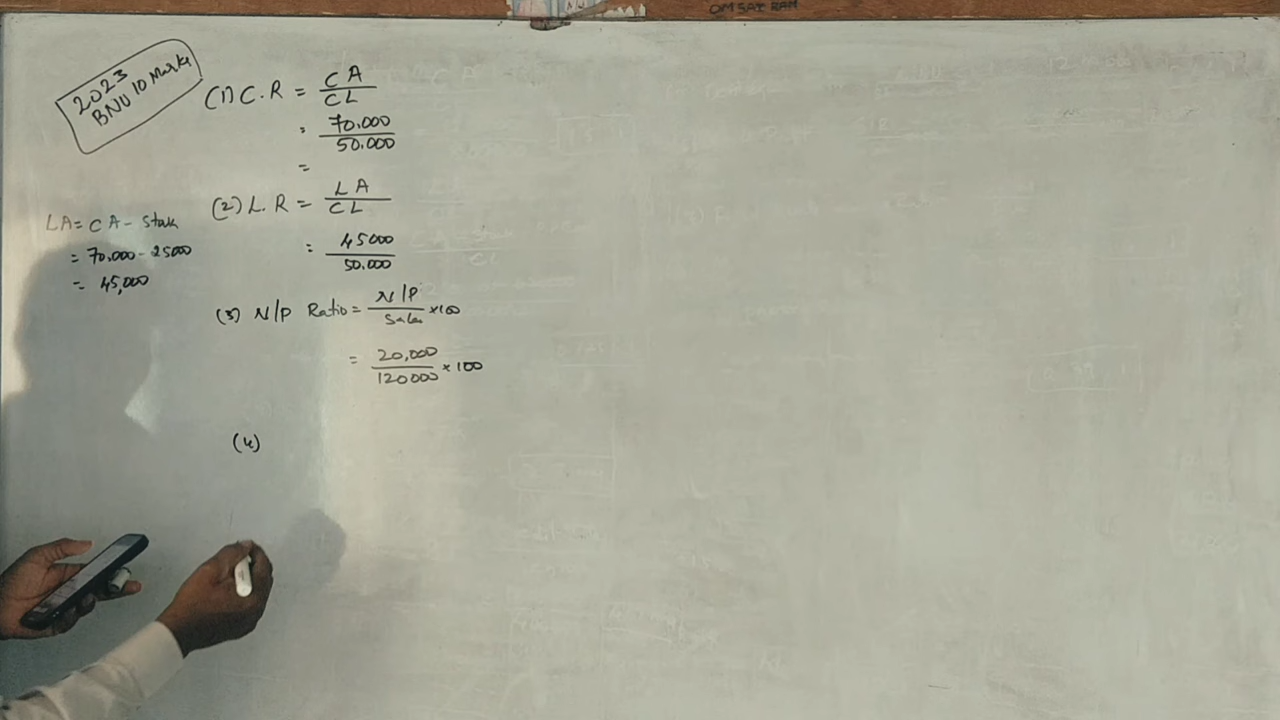 OM SAT RAM
2023
BNU 10 Marks
(1) C.R = CA / CL
= 70.000 / 50.000
=
(2) L.R = LA / CL
= 45000 / 50.000
LA = CA - Stock
= 70.000 - 25000
= 45,000
(3) N/P Ratio = N/P / Sales × 100
= 20,000 / 120000 × 100
(4)